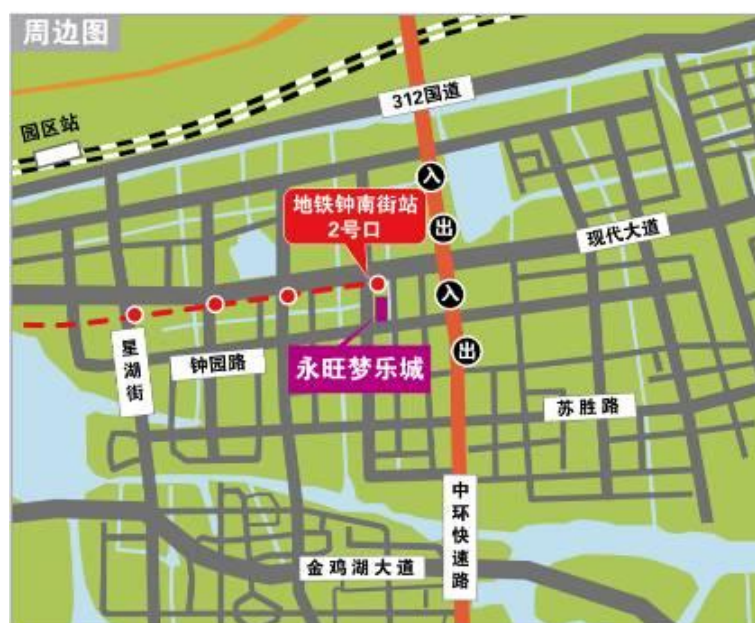 周边图
312国道
园区站
入
地铁钟南街站
2号口
出
现代大道
入
星湖街
钟园路
永旺梦乐城
出
苏胜路
中环快速路
金鸡湖大道